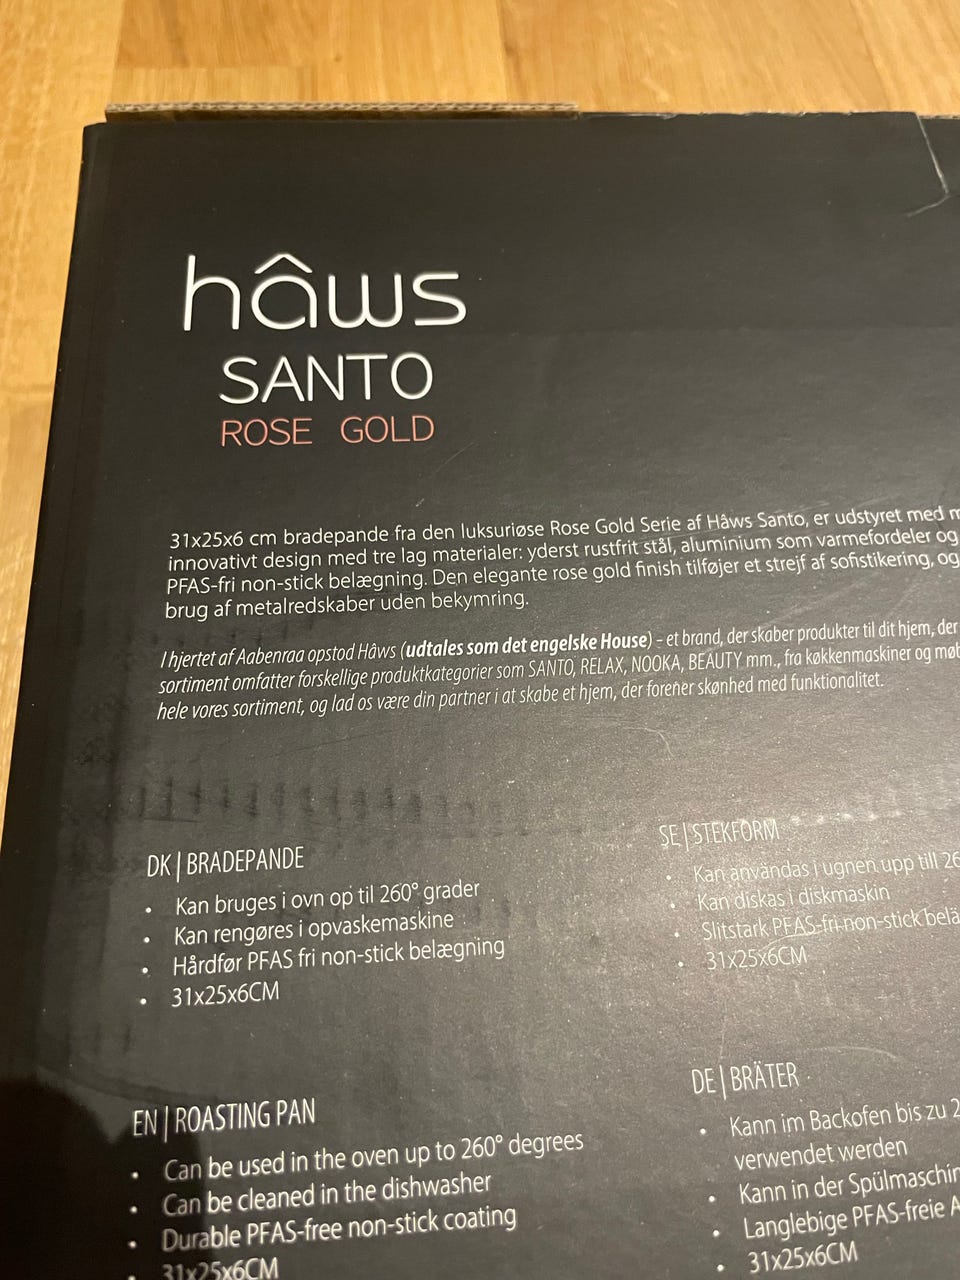 hâws
SANTO
ROSE GOLD
31x25x6 cm bradepande fra den luksuriøse Rose Gold Serie af Hâws Santo, er udstyret med
innovativt design med tre lag materialer: yderst rustfrit stål, aluminium som varmefordeler og
PFAS-fri non-stick belægning. Den elegante rose gold finish tilføjer et strejf af sofistikering, og
brug af metalredskaber uden bekymring.
I hjertet af Aabenraa opstod Hâws (udtales som det engelske House) - et brand, der skaber produkter til dit hjem, der
sortiment omfatter forskellige produktkategorier som SANTO, RELAX, NOOKA, BEAUTY mm., fra køkkenmaskiner og
hele vores sortiment, og lad os være din partner i at skabe et hjem, der forener skønhed med funktionalitet.
DK | BRADEPANDE
• Kan bruges i ovn op til 260° grader
• Kan rengøres i opvaskemaskine
• Hårdfør PFAS fri non-stick belægning
• 31x25x6CM
SE | STEKFORM
• Kan användas i ugnen upp till
• Kan diskas i diskmaskin
• Slitstark PFAS-fri non-stick
• 31x25x6CM
EN | ROASTING PAN
• Can be used in the oven up to 260° degrees
• Can be cleaned in the dishwasher
• Durable PFAS-free non-stick coating
• 31x25x6CM
DE | BRÄTER
• Kann im Backofen bis zu
verwendet werden
• Kann in der
• Langlebige PFAS-freie
• 31x25x6CM